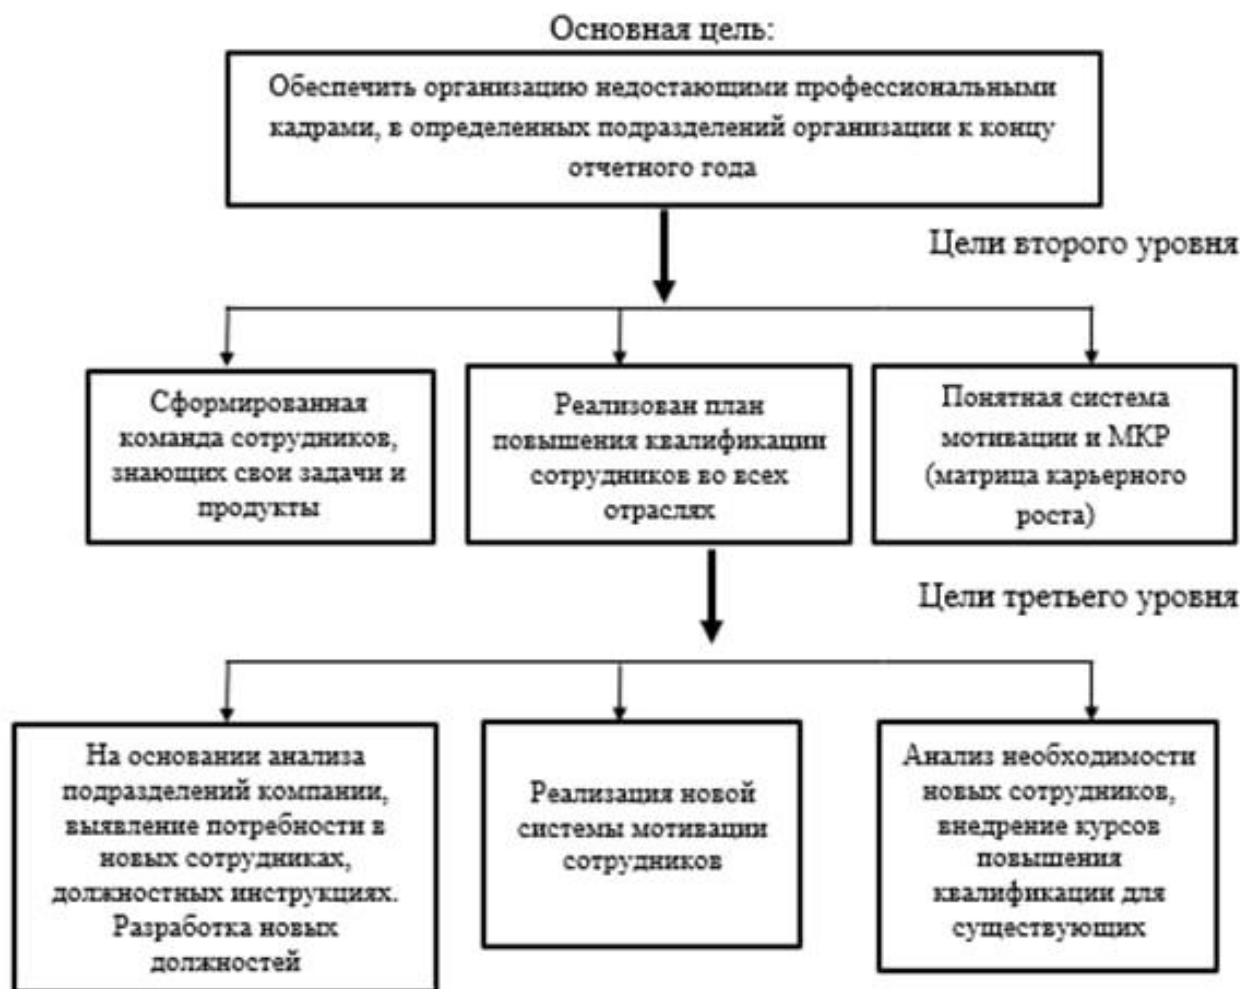 Основная цель:
Обеспечить организацию недостающими профессиональными
кадрами, в определенных подразделений организации к концу
отчетного года
Цели второго уровня
Сформированная
команда сотрудников,
знающих свои задачи и
продукты
Реализован план
повышения квалификации
сотрудников во всех
отраслях
Понятная система
мотивации и МКР
(матрица карьерного
роста)
Цели третьего уровня
На основании анализа
подразделений компании,
выявление потребности в
новых сотрудниках,
должностных инструкциях.
Разработка новых
должностей
Реализация новой
системы мотивации
сотрудников
Анализ необходимости
новых сотрудников,
внедрение курсов
повышения
квалификации для
существующих